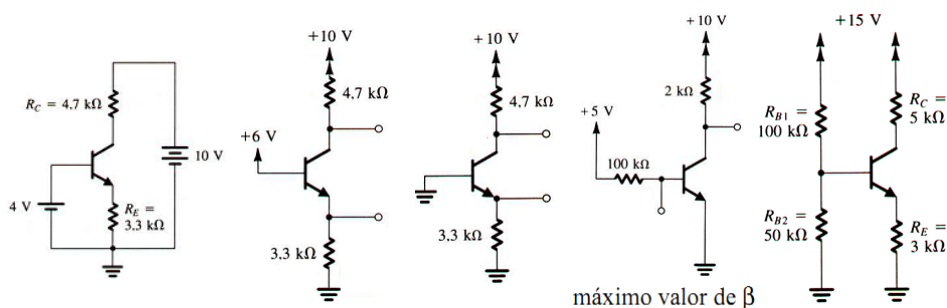 R_C = 4.7 kΩ
10 V
4 V
R_E =
3.3 kΩ
+10 V
4,7 kΩ
+6 V
3.3 kΩ
+10 V
4,7 kΩ
3.3 kΩ
+10 V
2 kΩ
+5 V
100 kΩ
máximo valor de β
+15 V
R_B1 =
100 kΩ
R_C =
5 kΩ
R_B2 =
50 kΩ
R_E =
3 kΩ